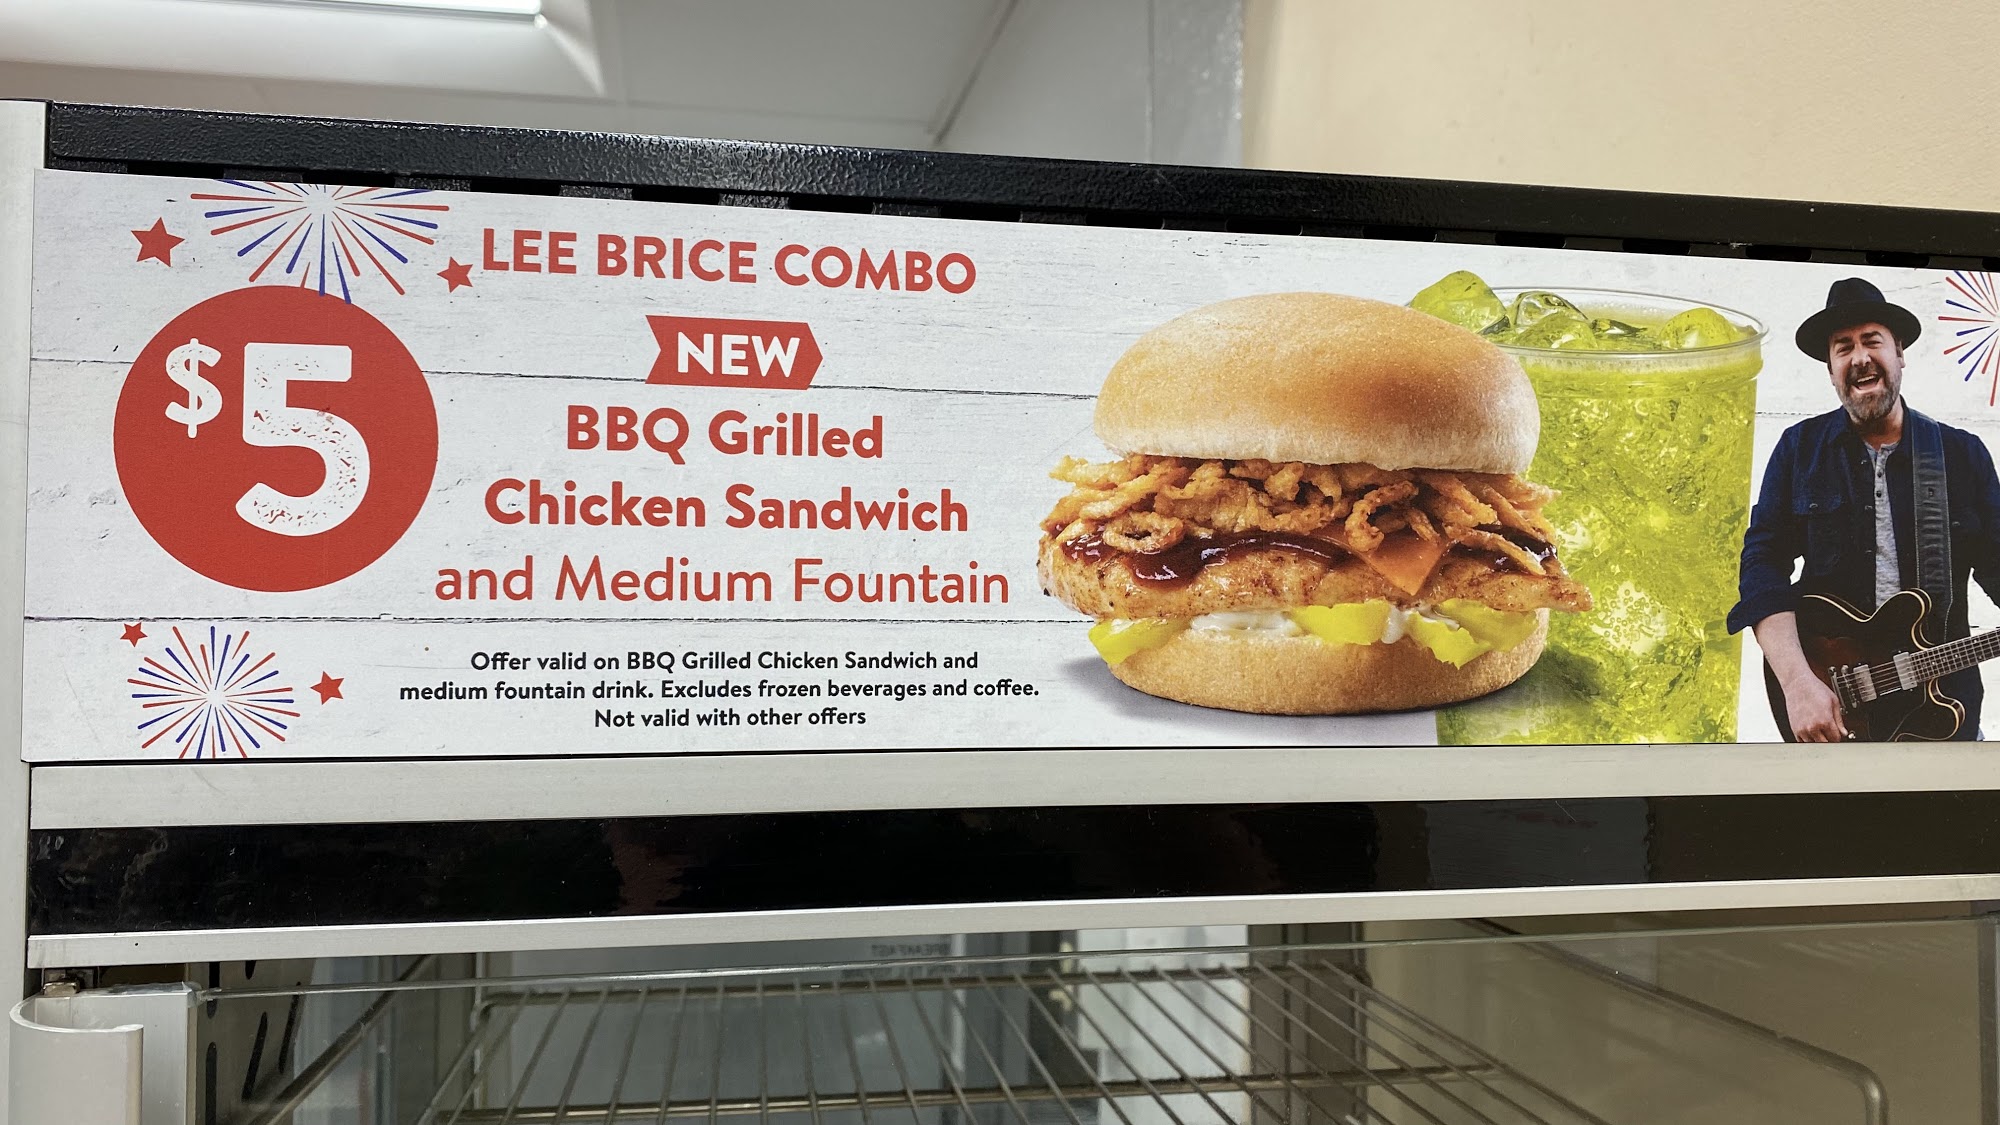 LEE BRICE COMBO
$5
NEW
BBQ Grilled
Chicken Sandwich
and Medium Fountain
Offer valid on BBQ Grilled Chicken Sandwich and
medium fountain drink. Excludes frozen beverages and coffee.
Not valid with other offers